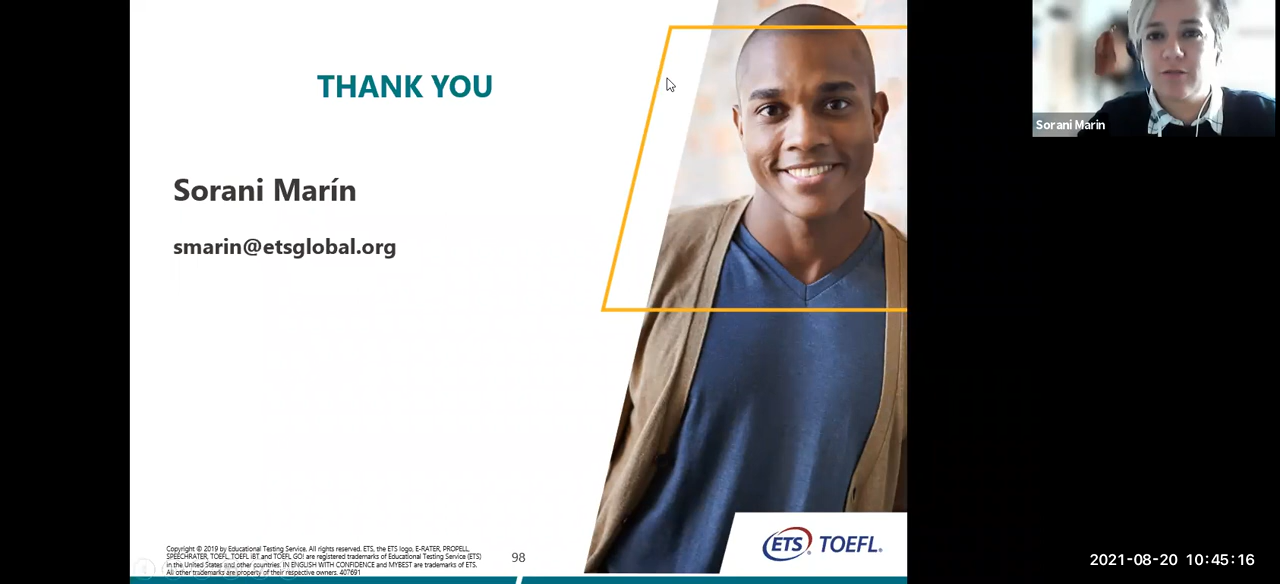 THANK YOU
Sorani Marín
smarin@etsglobal.org
Sorani Marin
Copyright © 2019 by Educational Testing Service. All rights reserved. ETS, the ETS logo, E-RATER, PROPELL,
SPEECHRATER, TOEFL, TOEFL iBT and TOEFL GO! are registered trademarks of Educational Testing Service (ETS)
in the United States and other countries. IN ENGLISH WITH CONFIDENCE and MYBEST are trademarks of ETS.
All other trademarks are property of their respective owners. 407691
98
ETS® TOEFL®
2021-08-20 10:45:16